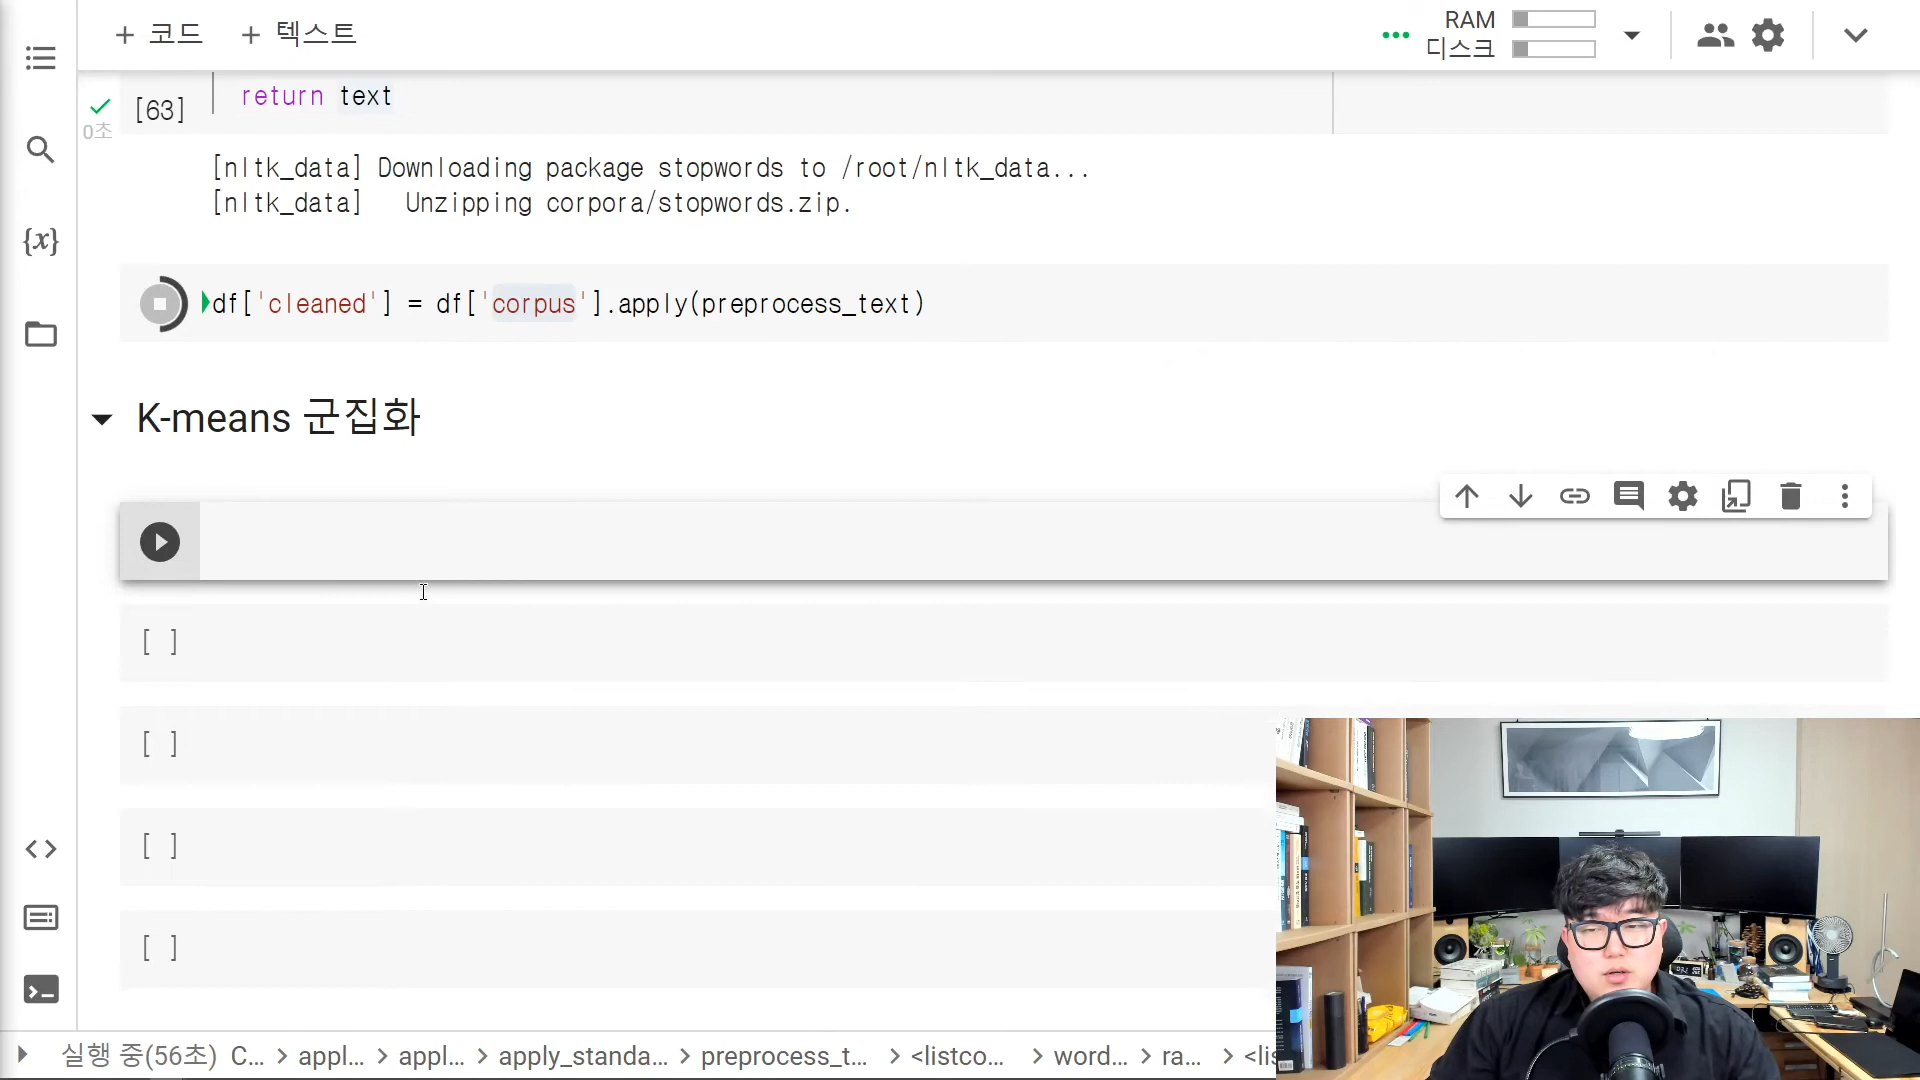 + 코드 + 텍스트
RAM
디스크
[63]
return text
0초
[nltk_data] Downloading package stopwords to /root/nltk_data...
[nltk_data] Unzipping corpora/stopwords.zip.
df['cleaned'] = df['corpus'].apply(preprocess_text)
K-means 군집화
[ ]
[ ]
[ ]
[ ]
실행 중(56초) C... > appl... > appl... > apply_standa... > preprocess_t... > <listco... > word... > ra... > <lis